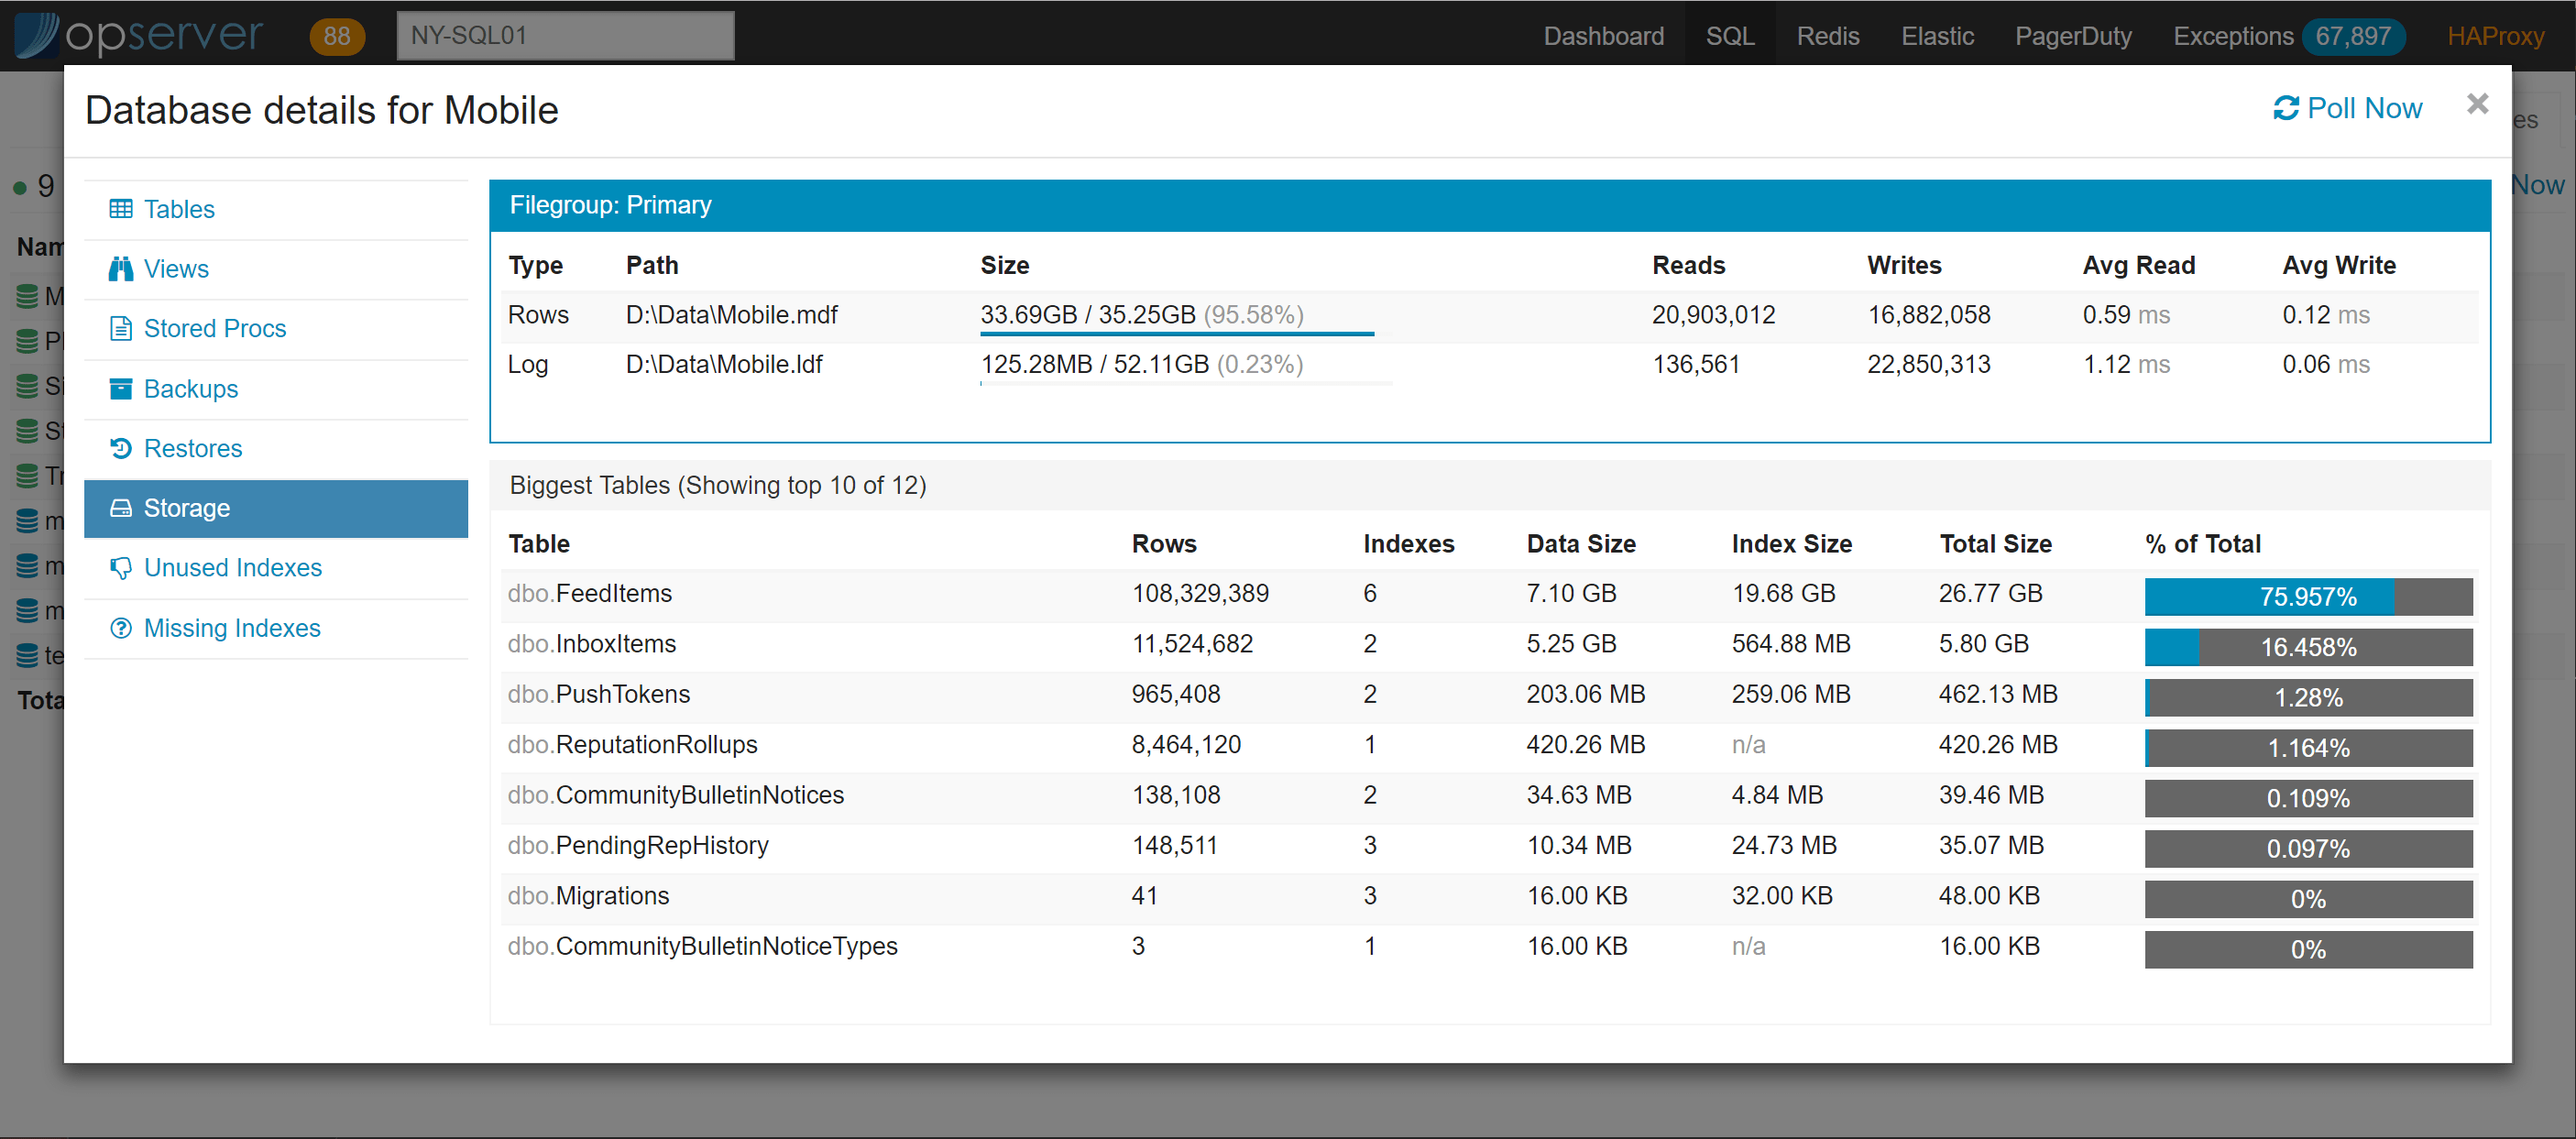 opserver 88 NY-SQL01 Dashboard SQL Redis Elastic PagerDuty Exceptions 67,897 HAProxy
Database details for Mobile Poll Now ×
9
Tables
Views
Stored Procs
Backups
Restores
Storage
Unused Indexes
Missing Indexes
Now
Filegroup: Primary
Type Path Size Reads Writes Avg Read Avg Write
Rows D:\Data\Mobile.mdf 33.69GB / 35.25GB (95.58%) 20,903,012 16,882,058 0.59 ms 0.12 ms
Log D:\Data\Mobile.ldf 125.28MB / 52.11GB (0.23%) 136,561 22,850,313 1.12 ms 0.06 ms
Biggest Tables (Showing top 10 of 12)
Table Rows Indexes Data Size Index Size Total Size % of Total
dbo.FeedItems 108,329,389 6 7.10 GB 19.68 GB 26.77 GB 75.957%
dbo.InboxItems 11,524,682 2 5.25 GB 564.88 MB 5.80 GB 16.458%
dbo.PushTokens 965,408 2 203.06 MB 259.06 MB 462.13 MB 1.28%
dbo.ReputationRollups 8,464,120 1 420.26 MB n/a 420.26 MB 1.164%
dbo.CommunityBulletinNotices 138,108 2 34.63 MB 4.84 MB 39.46 MB 0.109%
dbo.PendingRepHistory 148,511 3 10.34 MB 24.73 MB 35.07 MB 0.097%
dbo.Migrations 41 3 16.00 KB 32.00 KB 48.00 KB 0%
dbo.CommunityBulletinNoticeTypes 3 1 16.00 KB n/a 16.00 KB 0%